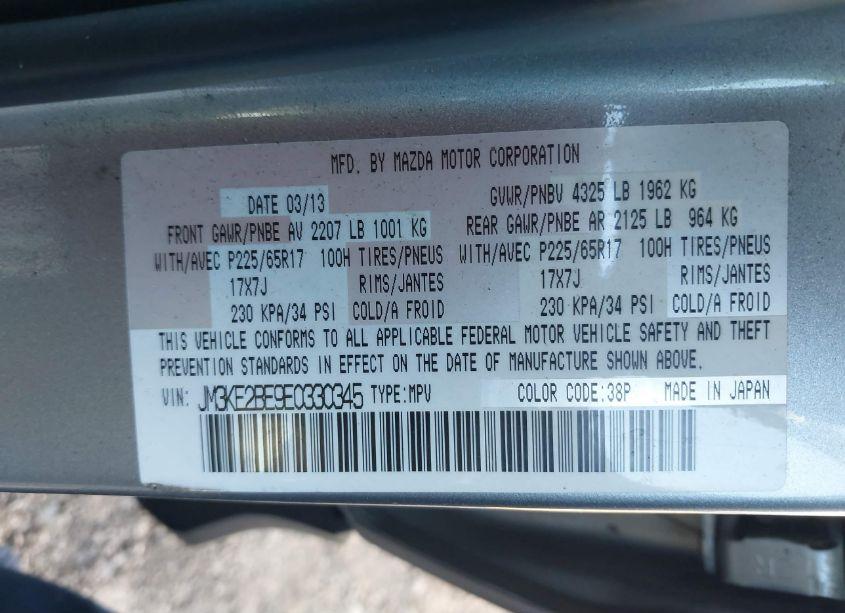 MFD. BY MAZDA MOTOR CORPORATION
DATE 03/13 GVWR/PNBV 4325 LB 1962 KG
FRONT GAWR/PNBE AV 2207 LB 1001 KG REAR GAWR/PNBE AR 2125 LB 964 KG
WITH/AVEC P225/65R17 100H TIRES/PNEUS WITH/AVEC P225/65R17 100H TIRES/PNEUS
17X7J RIMS/JANTES 17X7J RIMS/JANTES
230 KPA/34 PSI COLD/A FROID 230 KPA/34 PSI COLD/A FROID
THIS VEHICLE CONFORMS TO ALL APPLICABLE FEDERAL MOTOR VEHICLE SAFETY AND THEFT
PREVENTION STANDARDS IN EFFECT ON THE DATE OF MANUFACTURE SHOWN ABOVE.
VIN: JM3KE2BE9E0330345 TYPE:MPV COLOR CODE:38P MADE IN JAPAN